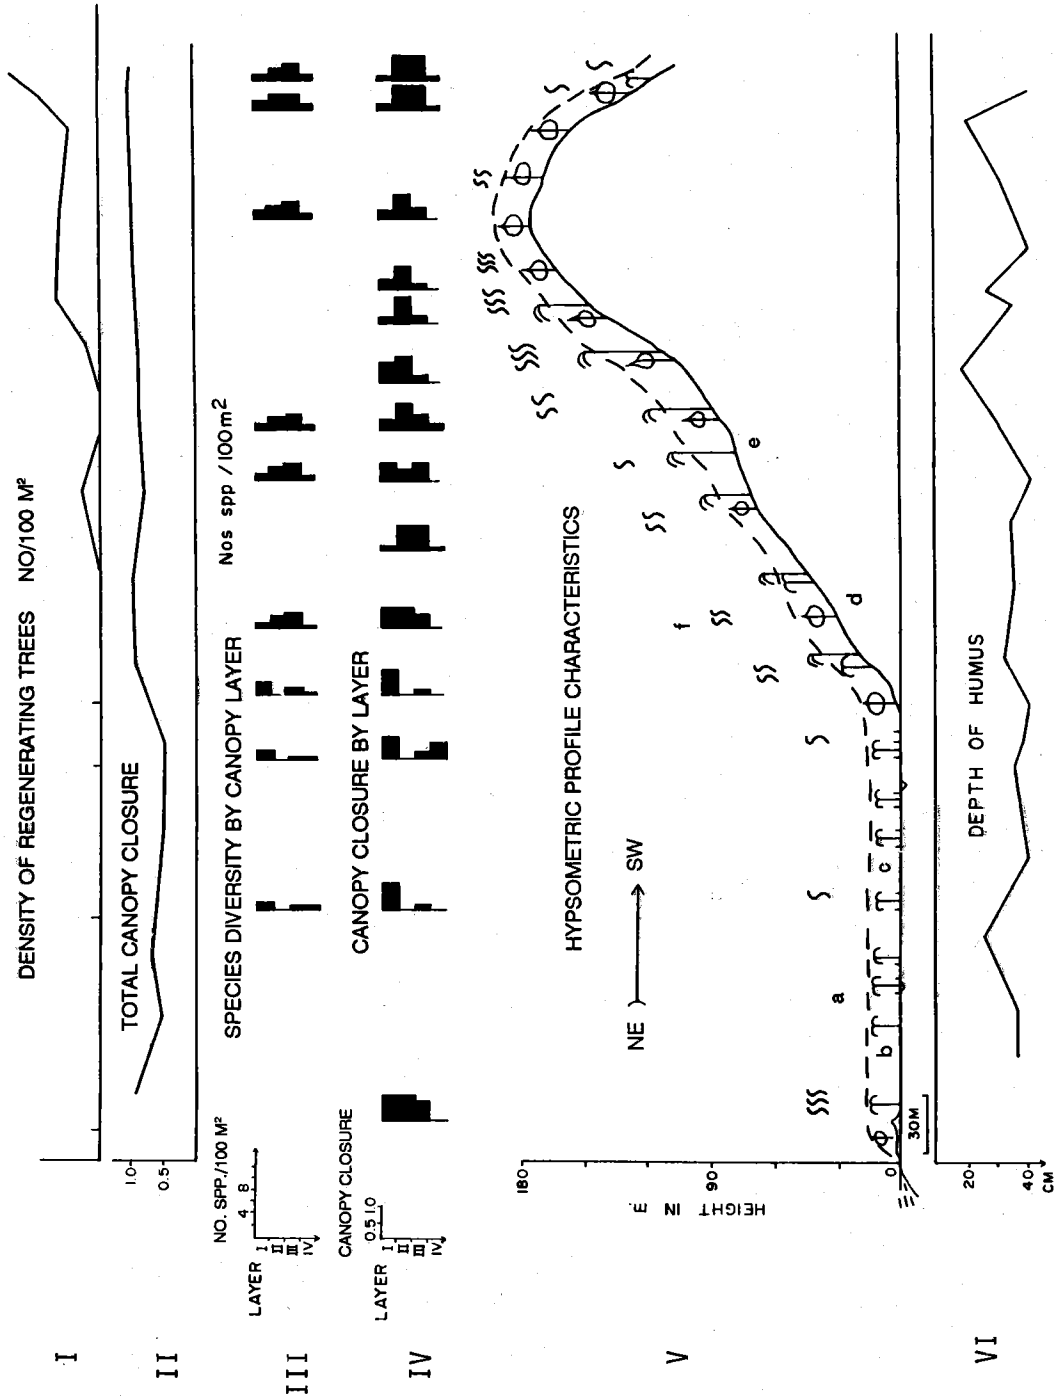 I
DENSITY OF REGENERATING TREES NO/100 M²
II
TOTAL CANOPY CLOSURE
1.0
0.5
III
SPECIES DIVERSITY BY CANOPY LAYER
Nos spp /100m²
NO. SPP./100 M²
4 8
LAYER
I
II
III
IV
IV
CANOPY CLOSURE BY LAYER
CANOPY CLOSURE
0.5 1.0
LAYER
I
II
III
IV
V
HYPSOMETRIC PROFILE CHARACTERISTICS
NE
SW
HEIGHT IN m.
180
90
0
a
b
c
d
e
f
30M
VI
DEPTH OF HUMUS
20
40
CM